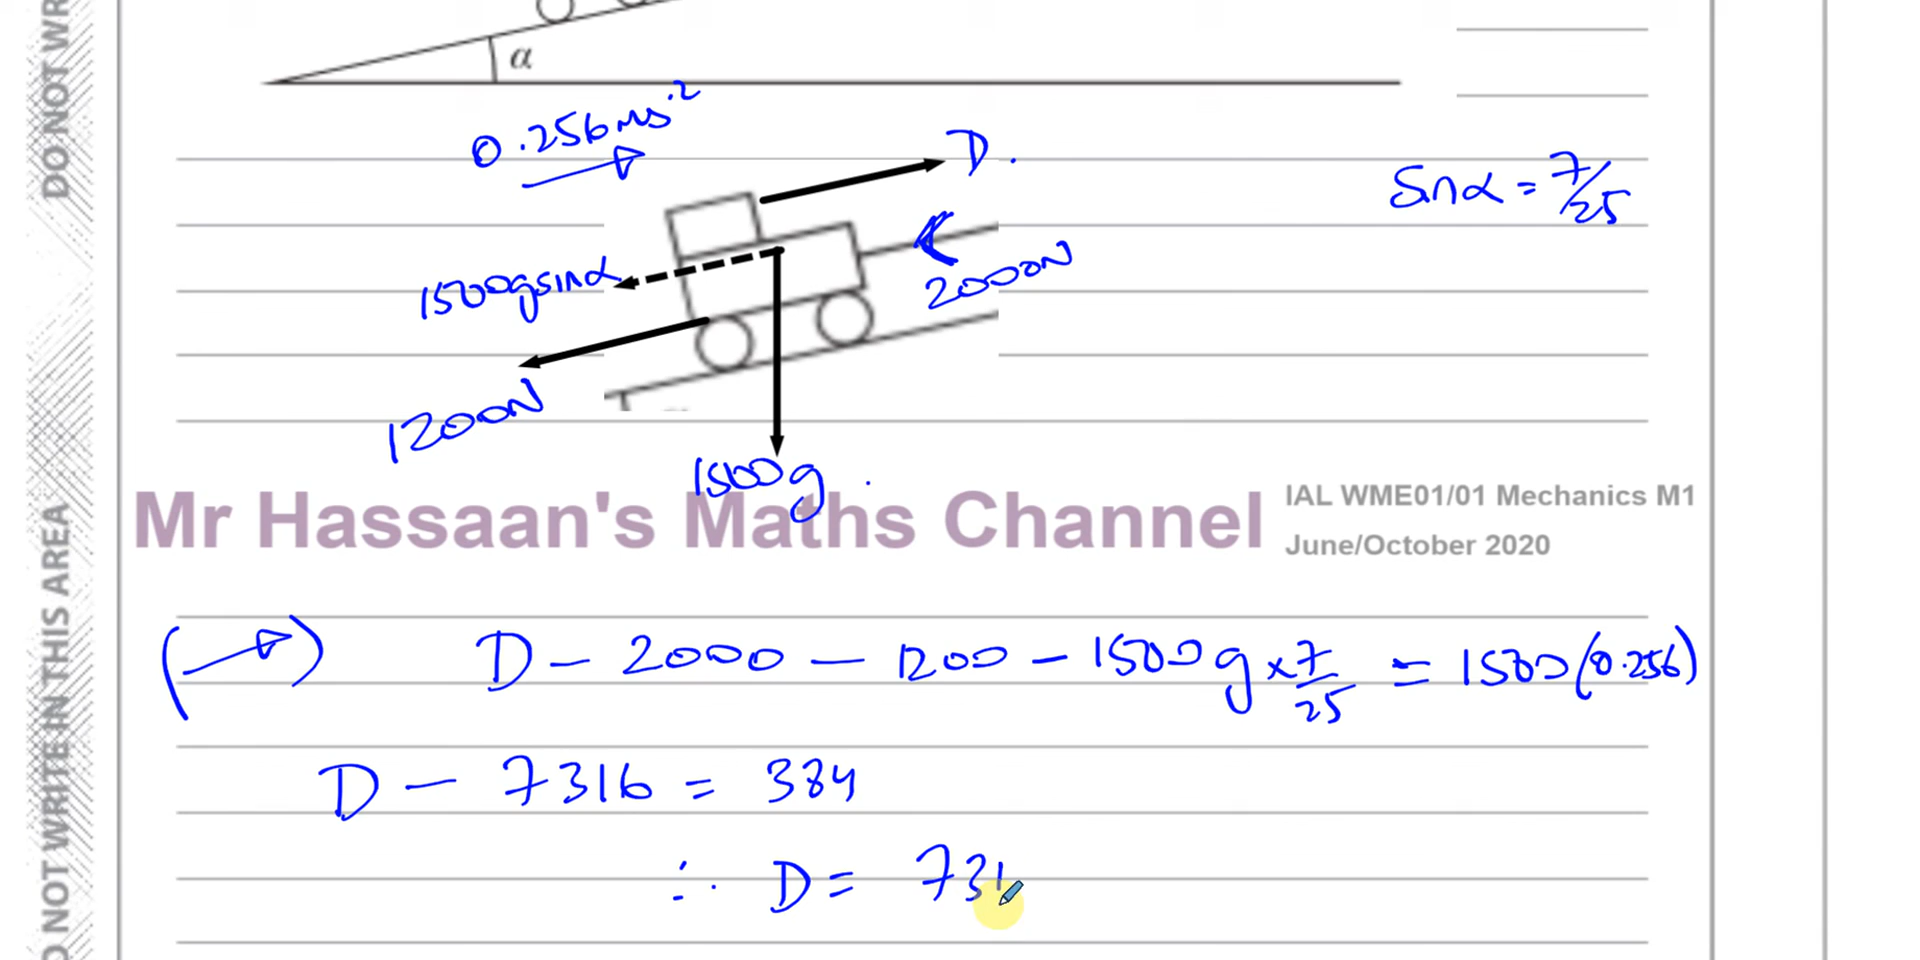 DO NOT WR
α
0.256ms⁻²
D.
Sinα = 7/25
1500gsinα
2000N
1200N
1500g.
Mr Hassaan's Maths Channel
IAL WME01/01 Mechanics M1
June/October 2020
D – 2000 – 1200 – 1500g × 7/25 = 1500(0.256)
D – 7316 = 384
∴ D = 731
O NOT WRITE IN THIS AREA